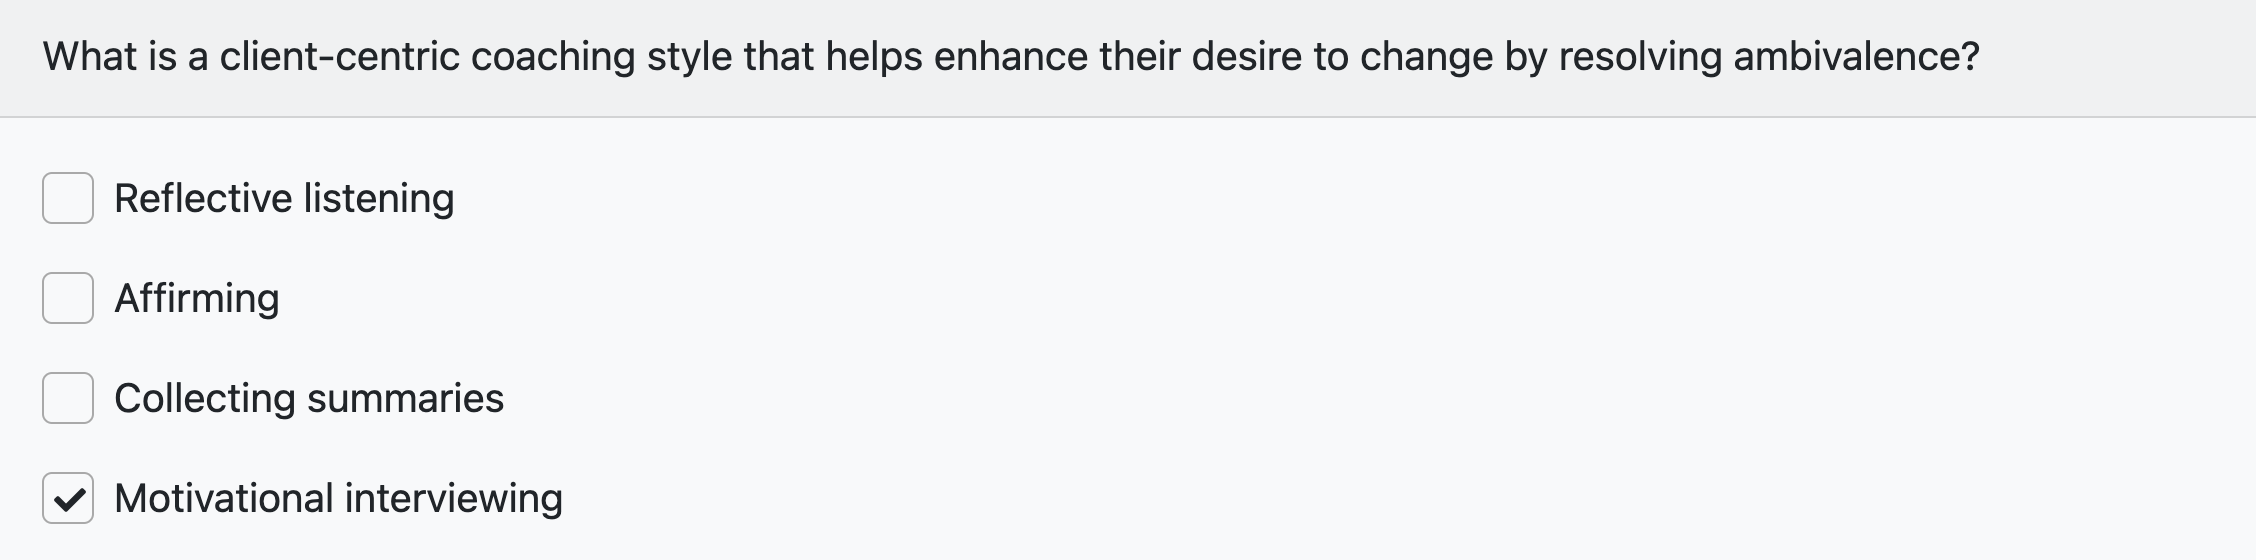 What is a client-centric coaching style that helps enhance their desire to change by resolving ambivalence?
Reflective listening
Affirming
Collecting summaries
Motivational interviewing